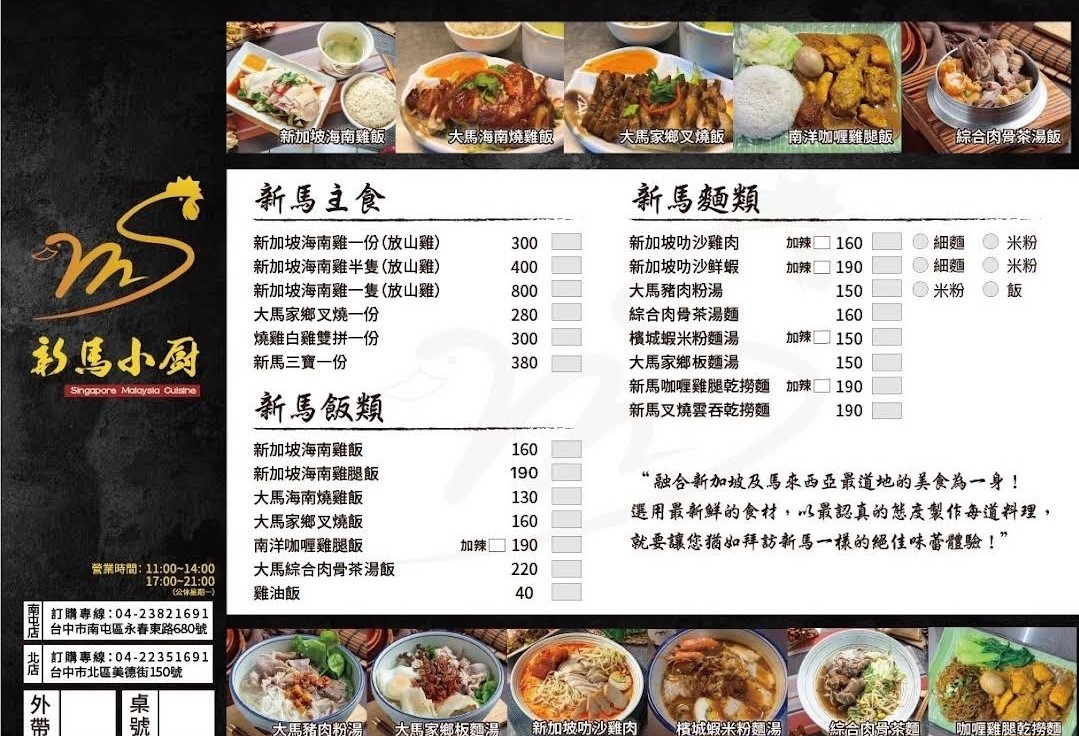 新加坡海南雞飯
大馬海南燒雞飯
大馬家鄉叉燒飯
南洋咖喱雞腿飯
綜合肉骨茶湯飯
新馬小厨
Singapore Malaysia Cuisine
營業時間: 11:00~14:00
17:00~21:00
(公休星期一)
南屯店
訂購專線:04-23821691
台中市南屯區永春東路680號
北店
訂購專線:04-22351691
台中市北區美德街150號
外帶
桌號
新馬主食
新加坡海南雞一份(放山雞) 300
新加坡海南雞半隻(放山雞) 400
新加坡海南雞一隻(放山雞) 800
大馬家鄉叉燒一份 280
燒雞白雞雙拼一份 300
新馬三寶一份 380
新馬飯類
新加坡海南雞飯 160
新加坡海南雞腿飯 190
大馬海南燒雞飯 130
大馬家鄉叉燒飯 160
南洋咖喱雞腿飯 加辣 190
大馬綜合肉骨茶湯飯 220
雞油飯 40
新馬麵類
新加坡叻沙雞肉 加辣 160 細麵 米粉
新加坡叻沙鮮蝦 加辣 190 細麵 米粉
大馬豬肉粉湯 150 米粉 飯
綜合肉骨茶湯麵 160
檳城蝦米粉麵湯 加辣 150
大馬家鄉板麵湯 150
新馬咖喱雞腿乾撈麵 加辣 190
新馬叉燒雲吞乾撈麵 190
“融合新加坡及馬來西亞最道地的美食為一身!
選用最新鮮的食材,以最認真的態度製作每道料理,
就要讓您猶如拜訪新馬一樣的絕佳味蕾體驗!”
大馬豬肉粉湯
大馬家鄉板麵湯
新加坡叻沙雞肉
檳城蝦米粉麵湯
綜合肉骨茶麵
咖喱雞腿乾撈麵